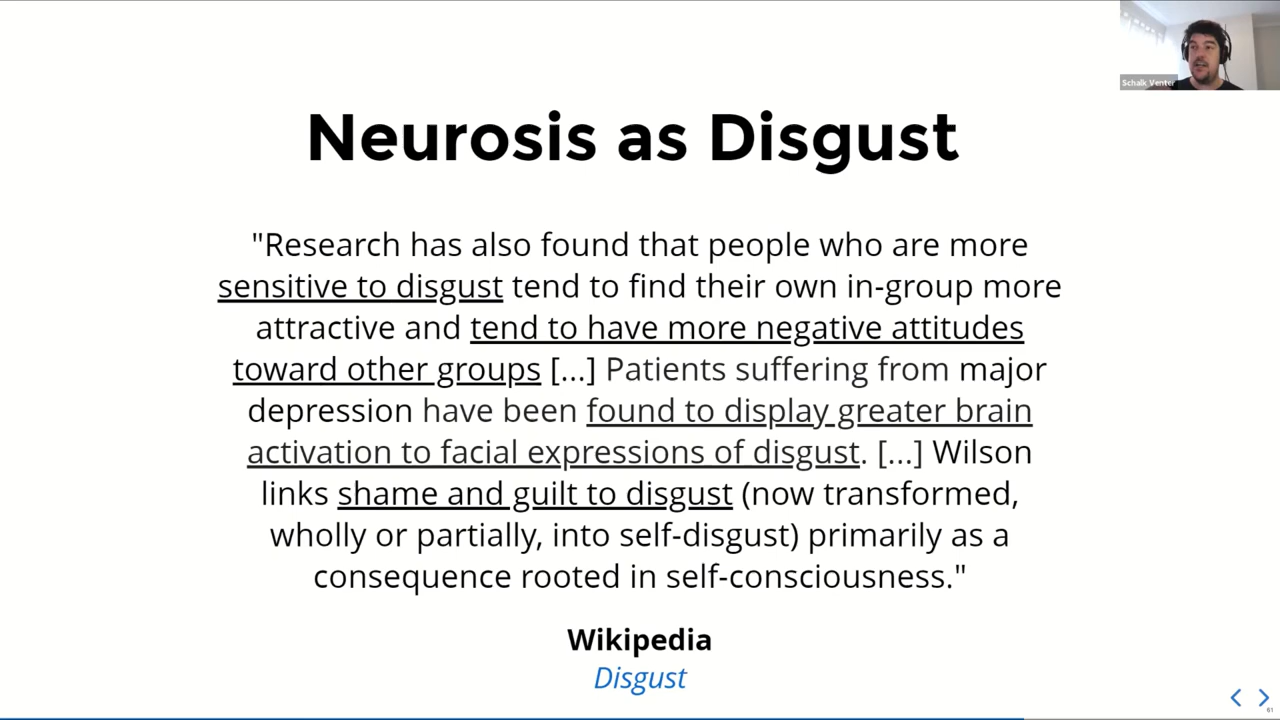 Schalk Venter
Neurosis as Disgust
"Research has also found that people who are more
sensitive to disgust tend to find their own in-group more
attractive and tend to have more negative attitudes
toward other groups [...] Patients suffering from major
depression have been found to display greater brain
activation to facial expressions of disgust. [...] Wilson
links shame and guilt to disgust (now transformed,
wholly or partially, into self-disgust) primarily as a
consequence rooted in self-consciousness."
Wikipedia
Disgust
61